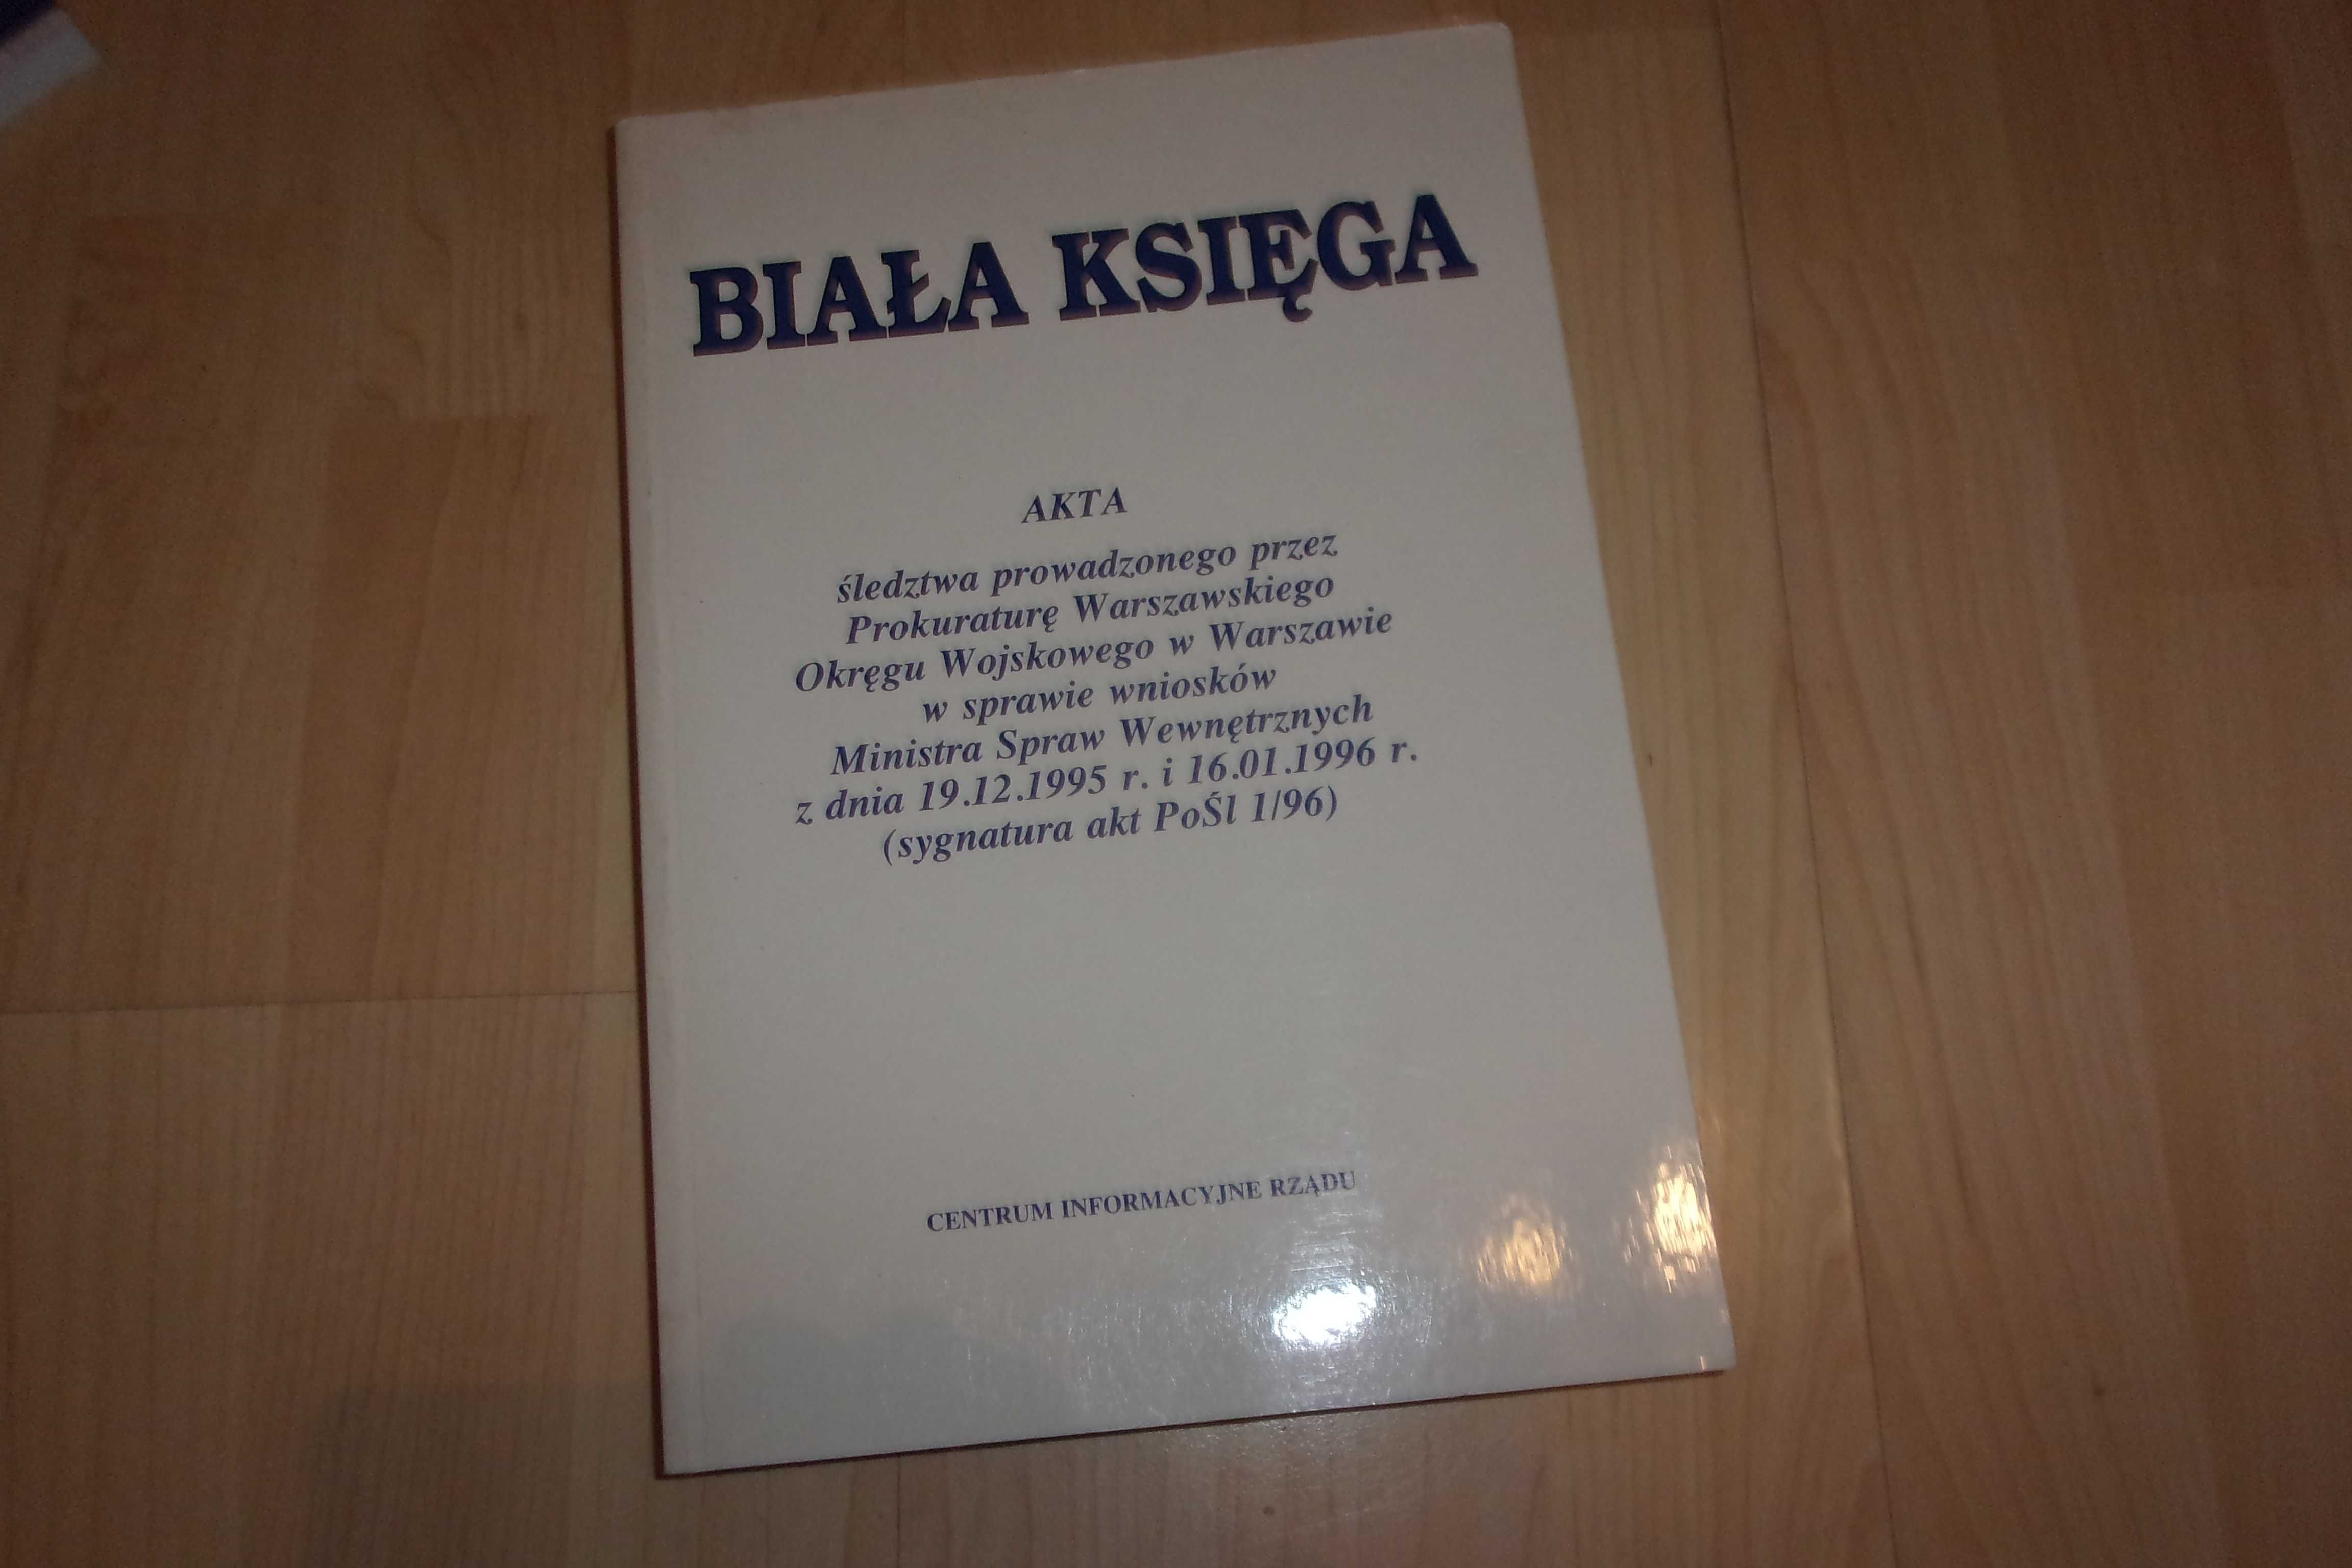 BIAŁA KSIĘGA
AKTA
śledztwa prowadzonego przez
Prokuraturę Warszawskiego
Okręgu Wojskowego w Warszawie
w sprawie wniosków
Ministra Spraw Wewnętrznych
z dnia 19.12.1995 r. i 16.01.1996 r.
(sygnatura akt PoŚl 1/96)
CENTRUM INFORMACYJNE RZĄDU